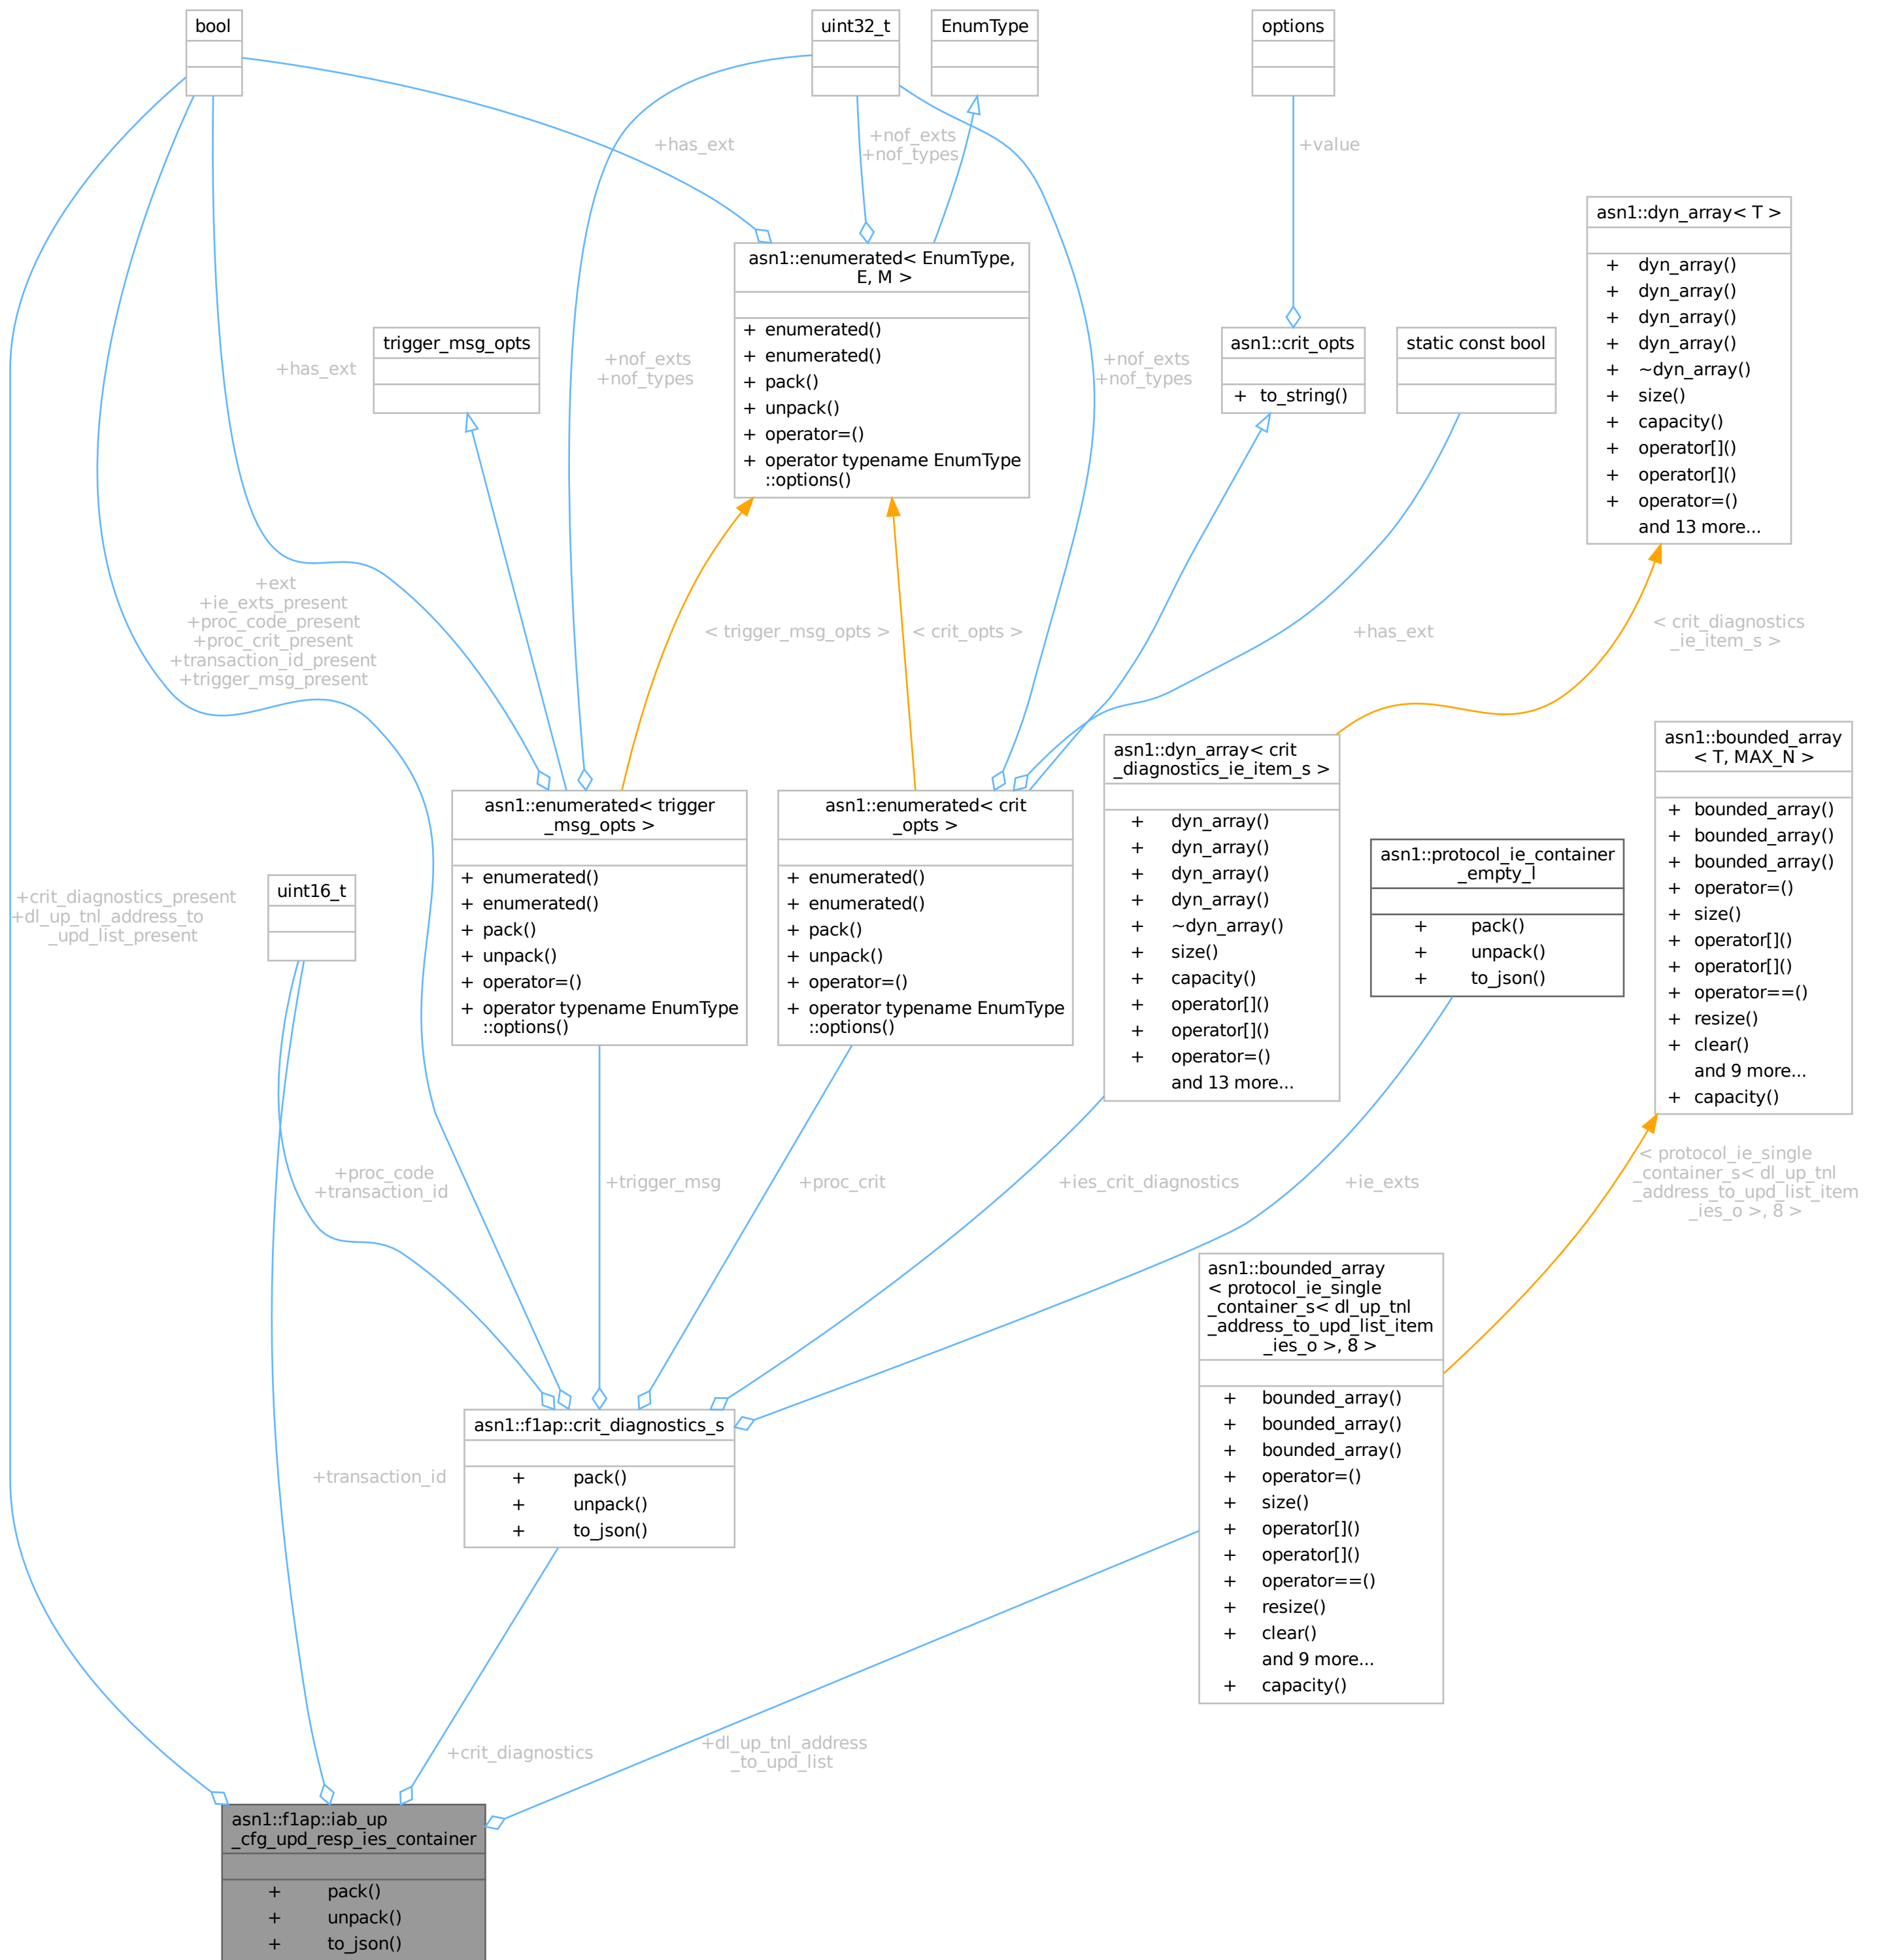 bool
uint32_t
EnumType
options
+has_ext
+nof_exts
+nof_types
+value
asn1::dyn_array< T >
+ dyn_array()
+ dyn_array()
+ dyn_array()
+ dyn_array()
+ ~dyn_array()
+ size()
+ capacity()
+ operator[]()
+ operator[]()
+ operator=()
and 13 more...
asn1::enumerated< EnumType,
E, M >
+ enumerated()
+ enumerated()
+ pack()
+ unpack()
+ operator=()
+ operator typename EnumType
::options()
trigger_msg_opts
asn1::crit_opts
+ to_string()
static const bool
+has_ext
+nof_exts
+nof_types
+nof_exts
+nof_types
+ext
+ie_exts_present
+proc_code_present
+proc_crit_present
+transaction_id_present
+trigger_msg_present
< trigger_msg_opts >
< crit_opts >
+has_ext
< crit_diagnostics
_ie_item_s >
asn1::enumerated< trigger
_msg_opts >
+ enumerated()
+ enumerated()
+ pack()
+ unpack()
+ operator=()
+ operator typename EnumType
::options()
asn1::enumerated< crit
_opts >
+ enumerated()
+ enumerated()
+ pack()
+ unpack()
+ operator=()
+ operator typename EnumType
::options()
asn1::dyn_array< crit
_diagnostics_ie_item_s >
+ dyn_array()
+ dyn_array()
+ dyn_array()
+ dyn_array()
+ ~dyn_array()
+ size()
+ capacity()
+ operator[]()
+ operator[]()
+ operator=()
and 13 more...
asn1::protocol_ie_container
_empty_l
+ pack()
+ unpack()
+ to_json()
asn1::bounded_array
< T, MAX_N >
+ bounded_array()
+ bounded_array()
+ bounded_array()
+ operator=()
+ size()
+ operator[]()
+ operator[]()
+ operator==()
+ resize()
+ clear()
and 9 more...
+ capacity()
+crit_diagnostics_present
+dl_up_tnl_address_to
_upd_list_present
uint16_t
+proc_code
+transaction_id
+trigger_msg
+proc_crit
+ies_crit_diagnostics
+ie_exts
< protocol_ie_single
_container_s< dl_up_tnl
_address_to_upd_list_item
_ies_o >, 8 >
asn1::bounded_array
< protocol_ie_single
_container_s< dl_up_tnl
_address_to_upd_list_item
_ies_o >, 8 >
+ bounded_array()
+ bounded_array()
+ bounded_array()
+ operator=()
+ size()
+ operator[]()
+ operator[]()
+ operator==()
+ resize()
+ clear()
and 9 more...
+ capacity()
asn1::f1ap::crit_diagnostics_s
+ pack()
+ unpack()
+ to_json()
+transaction_id
+crit_diagnostics
+dl_up_tnl_address
_to_upd_list
asn1::f1ap::iab_up
_cfg_upd_resp_ies_container
+ pack()
+ unpack()
+ to_json()